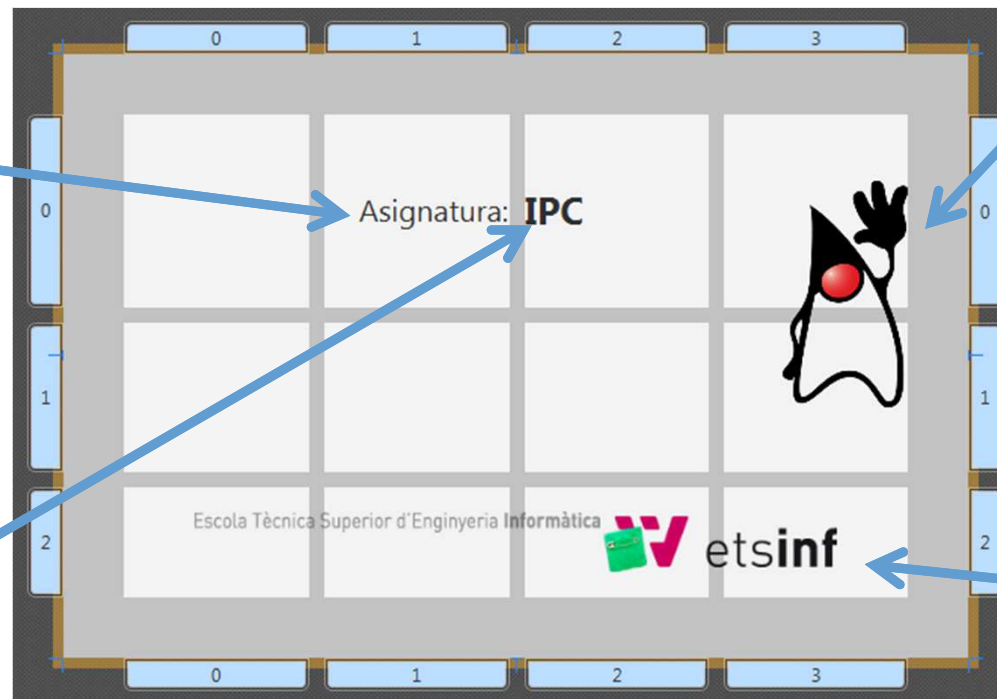 0 1 2 3
0 Asignatura: IPC 0
1 1
2 Escola Tècnica Superior d'Enginyeria Informàtica 2
etsinf
0 1 2 3